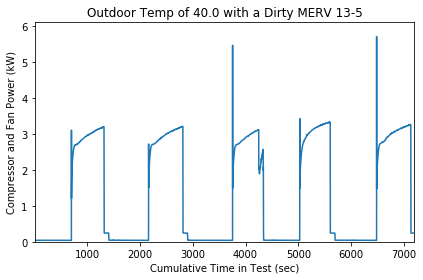 Outdoor Temp of 40.0 with a Dirty MERV 13-5
Compressor and Fan Power (kW)
6
5
4
3
2
1
0
1000 2000 3000 4000 5000 6000 7000
Cumulative Time in Test (sec)